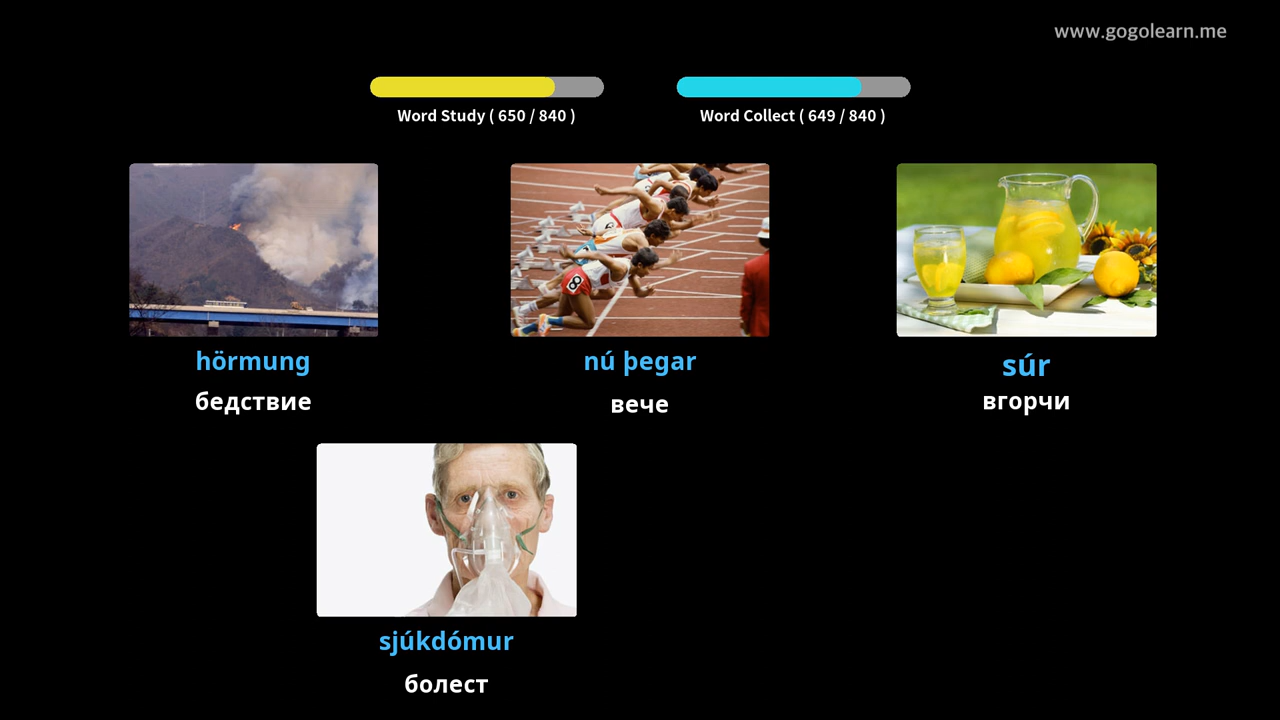 www.gogolearn.me
Word Study ( 650 / 840 )
Word Collect ( 649 / 840 )
hörmung
бедствие
nú þegar
вече
súr
вгорчи
sjúkdómur
болест